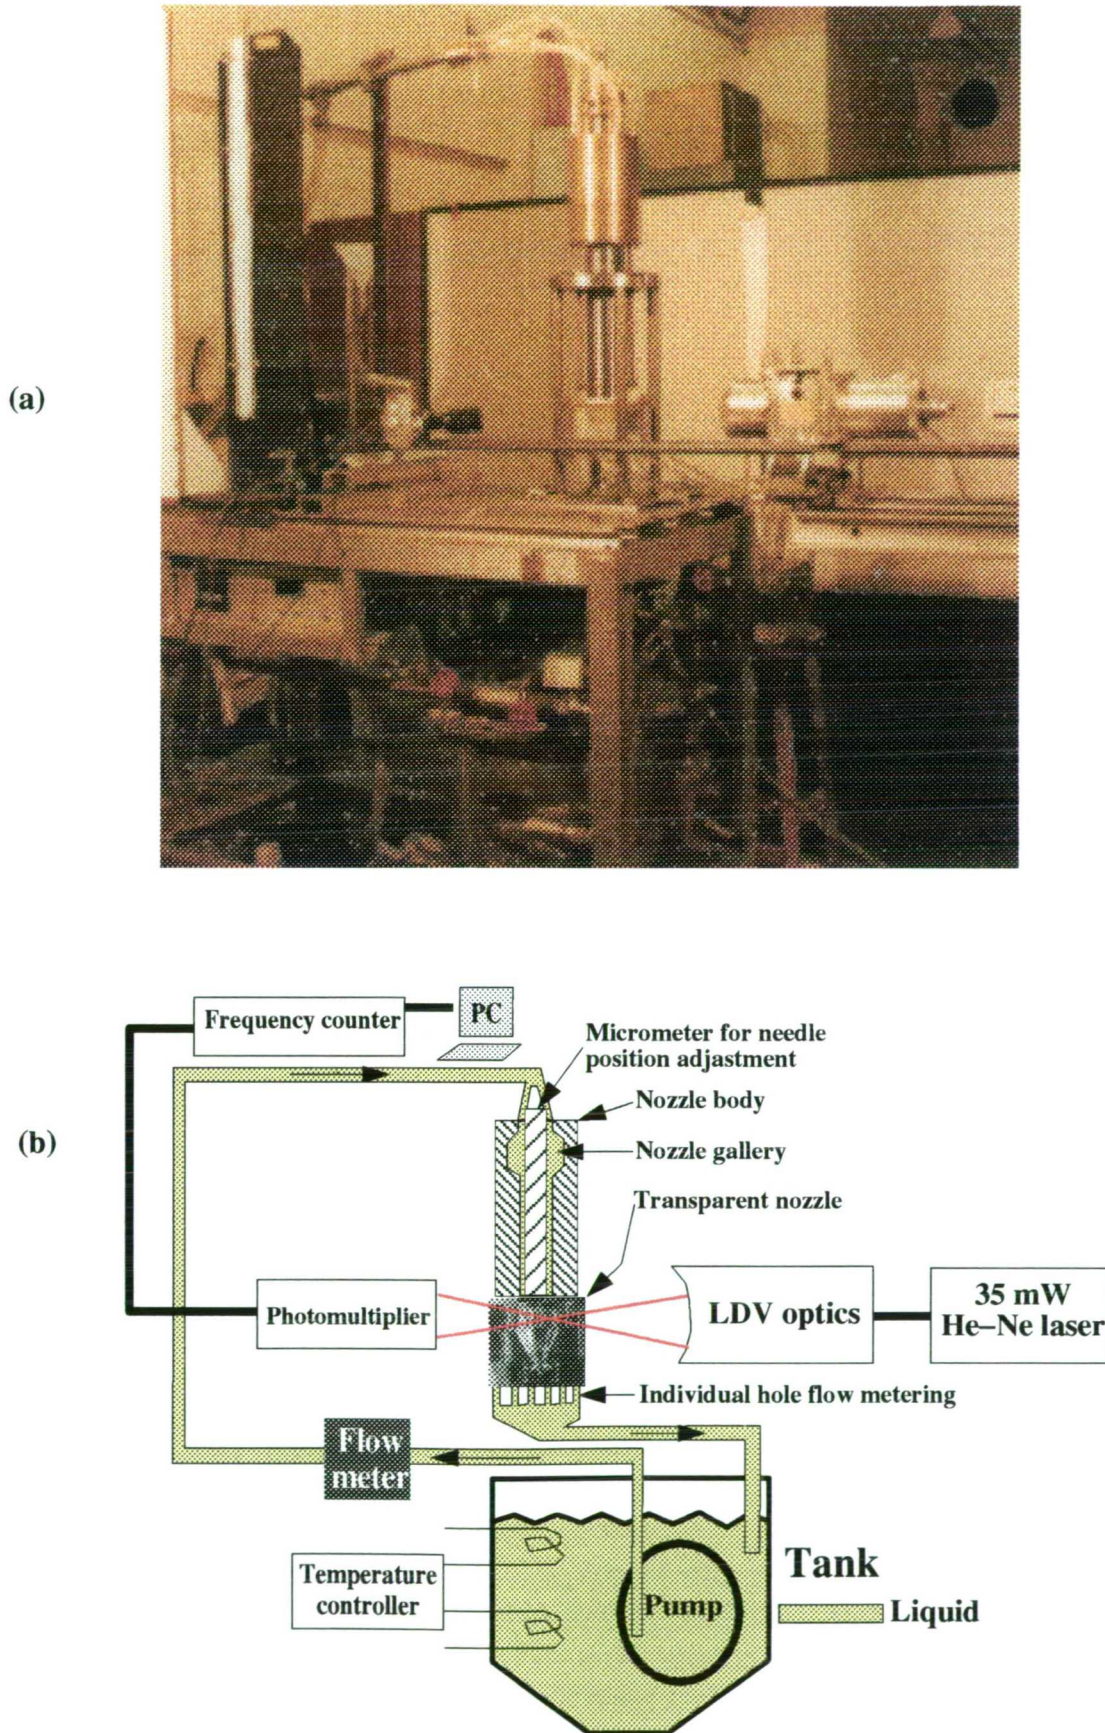 (a)
Frequency counter
PC
Micrometer for needle
position adjastment
Nozzle body
(b)
Nozzle gallery
Transparent nozzle
Photomultiplier
LDV optics
35 mW
He–Ne laser
Individual hole flow metering
Flow
meter
Temperature
controller
Pump
Tank
Liquid